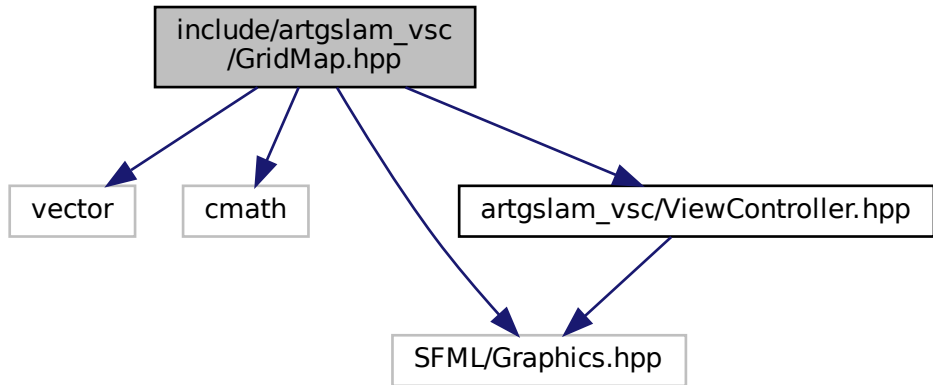 include/artgslam_vsc
/GridMap.hpp
vector
cmath
artgslam_vsc/ViewController.hpp
SFML/Graphics.hpp